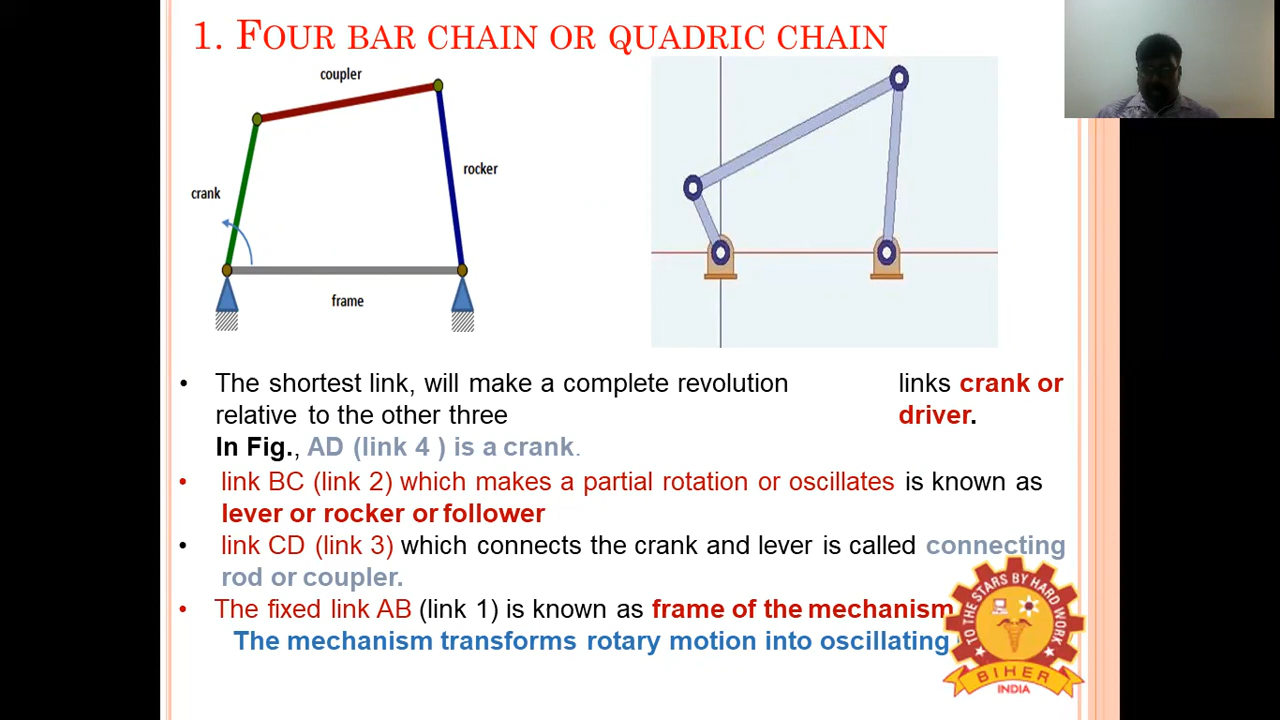 1. FOUR BAR CHAIN OR QUADRIC CHAIN
coupler
crank
rocker
frame
• The shortest link, will make a complete revolution links crank or
relative to the other three driver.
In Fig., AD (link 4 ) is a crank.
• link BC (link 2) which makes a partial rotation or oscillates is known as
lever or rocker or follower
• link CD (link 3) which connects the crank and lever is called connecting
rod or coupler.
• The fixed link AB (link 1) is known as frame of the mechanism
The mechanism transforms rotary motion into oscillating
TO THE STARS BY HARD WORK
BIHER
INDIA